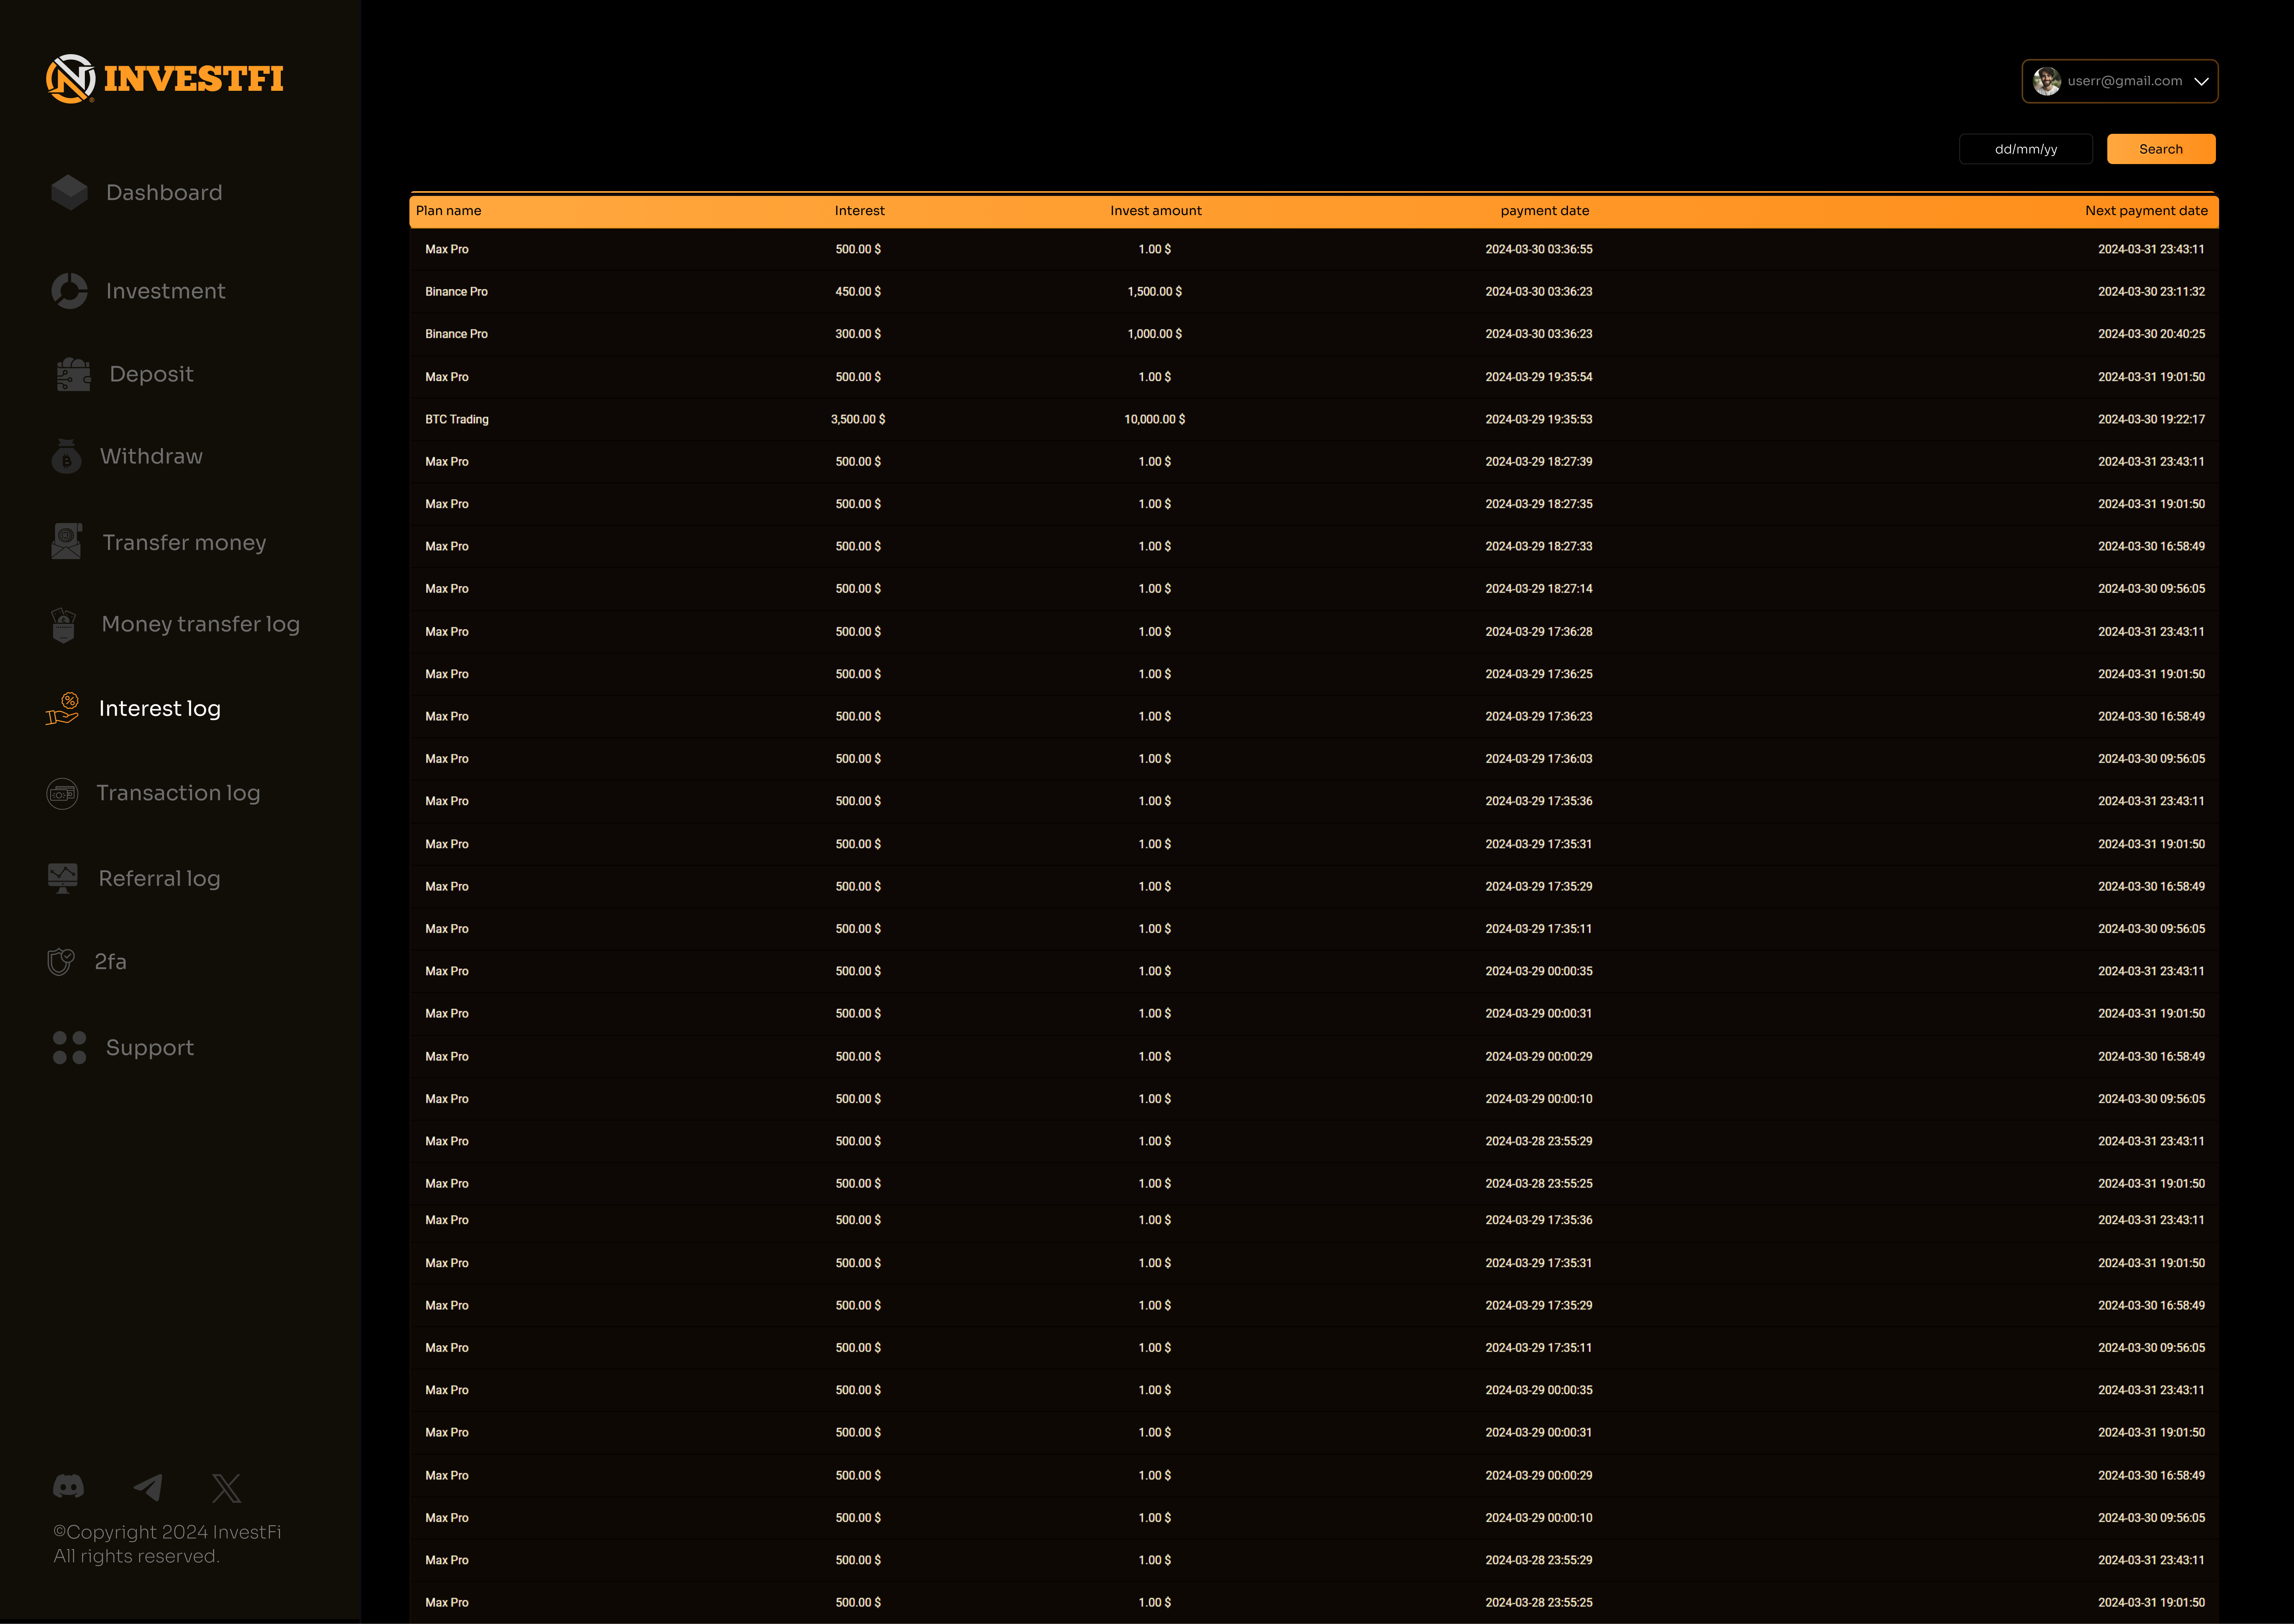 INVESTFI
userr@gmail.com
dd/mm/yy Search
Dashboard
Investment
Deposit
Withdraw
Transfer money
Money transfer log
Interest log
Transaction log
Referral log
2fa
Support
©Copyright 2024 InvestFi
All rights reserved.
Plan name Interest Invest amount payment date Next payment date
Max Pro 500.00 $ 1.00 $ 2024-03-30 03:36:55 2024-03-31 23:43:11
Binance Pro 450.00 $ 1,500.00 $ 2024-03-30 03:36:23 2024-03-30 23:11:32
Binance Pro 300.00 $ 1,000.00 $ 2024-03-30 03:36:23 2024-03-30 20:40:25
Max Pro 500.00 $ 1.00 $ 2024-03-29 19:35:54 2024-03-31 19:01:50
BTC Trading 3,500.00 $ 10,000.00 $ 2024-03-29 19:35:53 2024-03-30 19:22:17
Max Pro 500.00 $ 1.00 $ 2024-03-29 18:27:39 2024-03-31 23:43:11
Max Pro 500.00 $ 1.00 $ 2024-03-29 18:27:35 2024-03-31 19:01:50
Max Pro 500.00 $ 1.00 $ 2024-03-29 18:27:33 2024-03-30 16:58:49
Max Pro 500.00 $ 1.00 $ 2024-03-29 18:27:14 2024-03-30 09:56:05
Max Pro 500.00 $ 1.00 $ 2024-03-29 17:36:28 2024-03-31 23:43:11
Max Pro 500.00 $ 1.00 $ 2024-03-29 17:36:25 2024-03-31 19:01:50
Max Pro 500.00 $ 1.00 $ 2024-03-29 17:36:23 2024-03-30 16:58:49
Max Pro 500.00 $ 1.00 $ 2024-03-29 17:36:03 2024-03-30 09:56:05
Max Pro 500.00 $ 1.00 $ 2024-03-29 17:35:36 2024-03-31 23:43:11
Max Pro 500.00 $ 1.00 $ 2024-03-29 17:35:31 2024-03-31 19:01:50
Max Pro 500.00 $ 1.00 $ 2024-03-29 17:35:29 2024-03-30 16:58:49
Max Pro 500.00 $ 1.00 $ 2024-03-29 17:35:11 2024-03-30 09:56:05
Max Pro 500.00 $ 1.00 $ 2024-03-29 00:00:35 2024-03-31 23:43:11
Max Pro 500.00 $ 1.00 $ 2024-03-29 00:00:31 2024-03-31 19:01:50
Max Pro 500.00 $ 1.00 $ 2024-03-29 00:00:29 2024-03-30 16:58:49
Max Pro 500.00 $ 1.00 $ 2024-03-29 00:00:10 2024-03-30 09:56:05
Max Pro 500.00 $ 1.00 $ 2024-03-28 23:55:29 2024-03-31 23:43:11
Max Pro 500.00 $ 1.00 $ 2024-03-28 23:55:25 2024-03-31 19:01:50
Max Pro 500.00 $ 1.00 $ 2024-03-29 17:35:36 2024-03-31 23:43:11
Max Pro 500.00 $ 1.00 $ 2024-03-29 17:35:31 2024-03-31 19:01:50
Max Pro 500.00 $ 1.00 $ 2024-03-29 17:35:29 2024-03-30 16:58:49
Max Pro 500.00 $ 1.00 $ 2024-03-29 17:35:11 2024-03-30 09:56:05
Max Pro 500.00 $ 1.00 $ 2024-03-29 00:00:35 2024-03-31 23:43:11
Max Pro 500.00 $ 1.00 $ 2024-03-29 00:00:31 2024-03-31 19:01:50
Max Pro 500.00 $ 1.00 $ 2024-03-29 00:00:29 2024-03-30 16:58:49
Max Pro 500.00 $ 1.00 $ 2024-03-29 00:00:10 2024-03-30 09:56:05
Max Pro 500.00 $ 1.00 $ 2024-03-28 23:55:29 2024-03-31 23:43:11
Max Pro 500.00 $ 1.00 $ 2024-03-28 23:55:25 2024-03-31 19:01:50